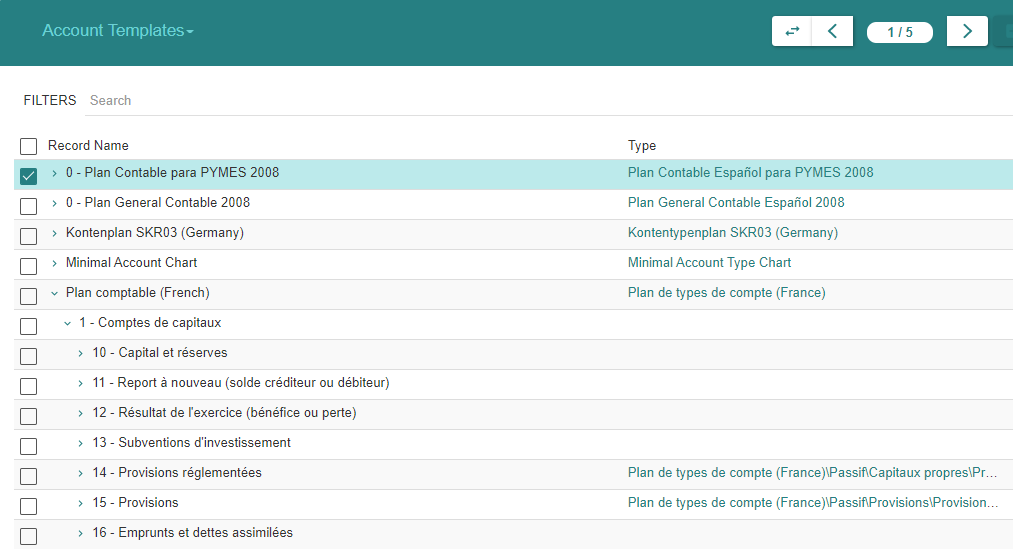 Account Templates
1 / 5
FILTERS Search
Record Name Type
0 - Plan Contable para PYMES 2008 Plan Contable Español para PYMES 2008
0 - Plan General Contable 2008 Plan General Contable Español 2008
Kontenplan SKR03 (Germany) Kontentypenplan SKR03 (Germany)
Minimal Account Chart Minimal Account Type Chart
Plan comptable (French) Plan de types de compte (France)
1 - Comptes de capitaux
10 - Capital et réserves
11 - Report à nouveau (solde créditeur ou débiteur)
12 - Résultat de l'exercice (bénéfice ou perte)
13 - Subventions d'investissement
14 - Provisions réglementées Plan de types de compte (France)\Passif\Capitaux propres\Pr...
15 - Provisions Plan de types de compte (France)\Passif\Provisions\Provision...
16 - Emprunts et dettes assimilées